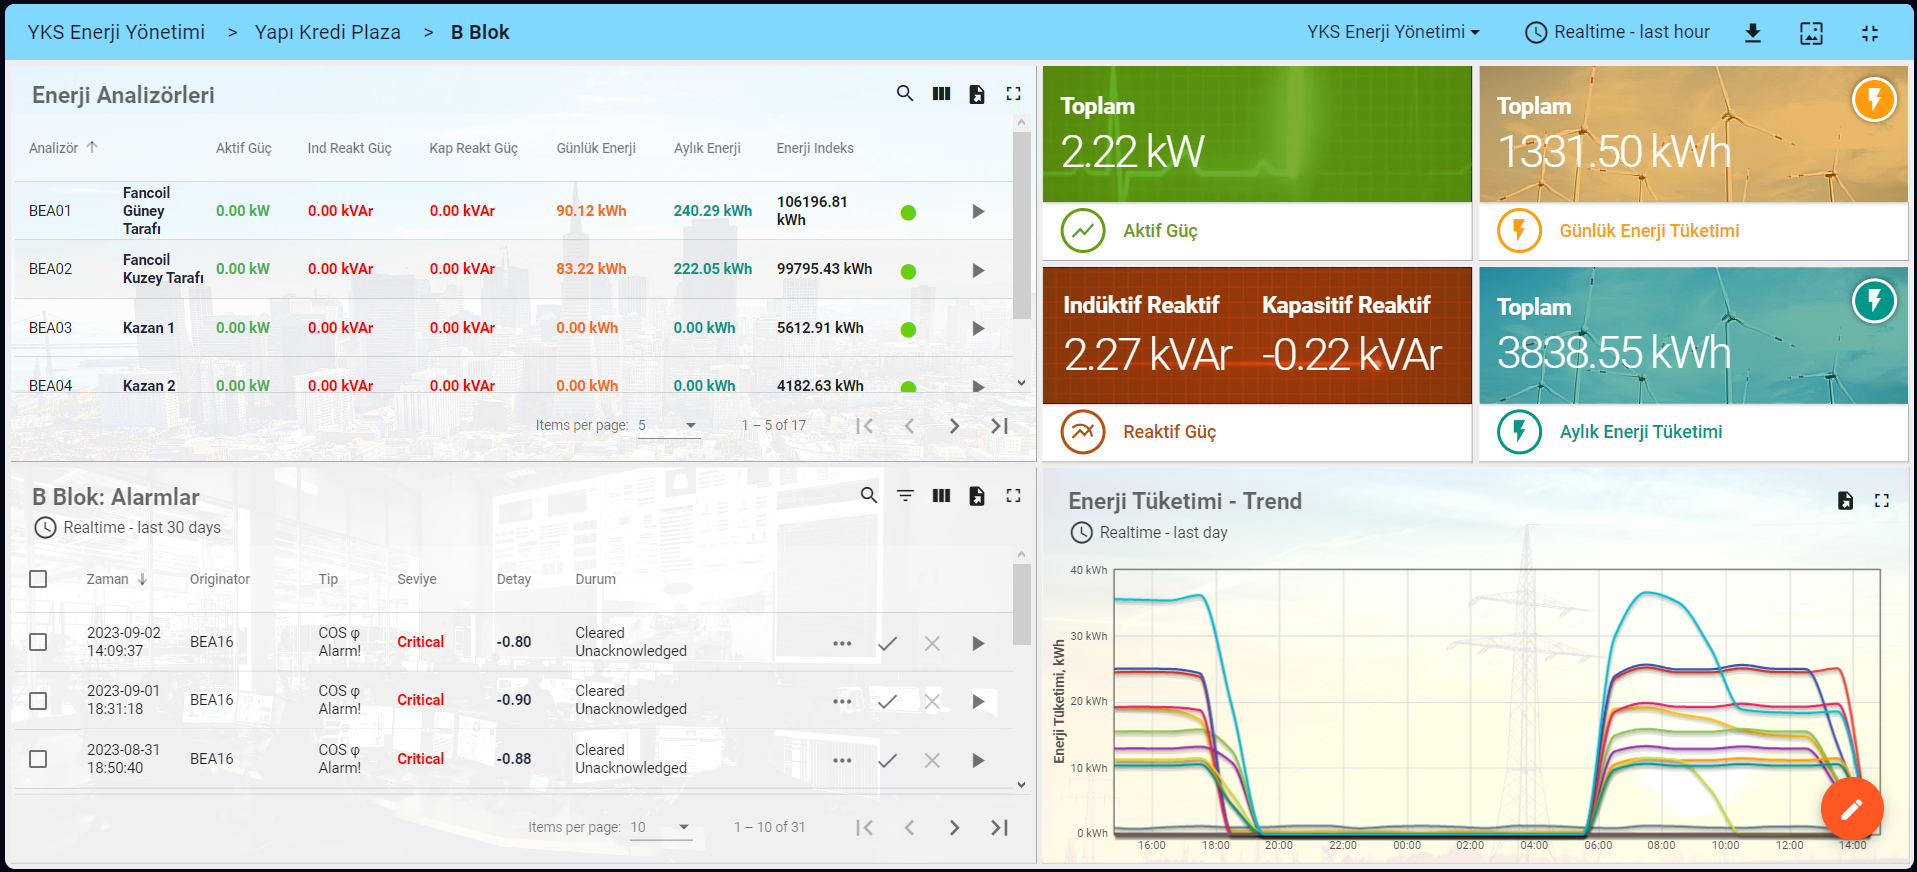 YKS Enerji Yönetimi > Yapı Kredi Plaza > B Blok
YKS Enerji Yönetimi
Realtime - last hour
Enerji Analizörleri
Analizör Aktif Güç Ind Reakt Güç Kap Reakt Güç Günlük Enerji Aylık Enerji Enerji Indeks
BEA01 Fancoil Güney Tarafı 0.00 kW 0.00 kVAr 0.00 kVAr 90.12 kWh 240.29 kWh 106196.81 kWh
BEA02 Fancoil Kuzey Tarafı 0.00 kW 0.00 kVAr 0.00 kVAr 83.22 kWh 222.05 kWh 99795.43 kWh
BEA03 Kazan 1 0.00 kW 0.00 kVAr 0.00 kVAr 0.00 kWh 0.00 kWh 5612.91 kWh
BEA04 Kazan 2 0.00 kW 0.00 kVAr 0.00 kVAr 0.00 kWh 0.00 kWh 4182.63 kWh
Items per page: 5 1 – 5 of 17
Toplam
2.22 kW
Aktif Güç
Toplam
1331.50 kWh
Günlük Enerji Tüketimi
Indüktif Reaktif Kapasitif Reaktif
2.27 kVAr -0.22 kVAr
Reaktif Güç
Toplam
3838.55 kWh
Aylık Enerji Tüketimi
B Blok: Alarmlar
Realtime - last 30 days
Zaman Originator Tip Seviye Detay Durum
2023-09-02 14:09:37 BEA16 COS φ Alarm! Critical -0.80 Cleared Unacknowledged
2023-09-01 18:31:18 BEA16 COS φ Alarm! Critical -0.90 Cleared Unacknowledged
2023-08-31 18:50:40 BEA16 COS φ Alarm! Critical -0.88 Cleared Unacknowledged
Items per page: 10 1 – 10 of 31
Enerji Tüketimi - Trend
Realtime - last day
Enerji Tüketimi, kWh
40 kWh
30 kWh
20 kWh
10 kWh
0 kWh
16:00 18:00 20:00 22:00 00:00 02:00 04:00 06:00 08:00 10:00 12:00 14:00